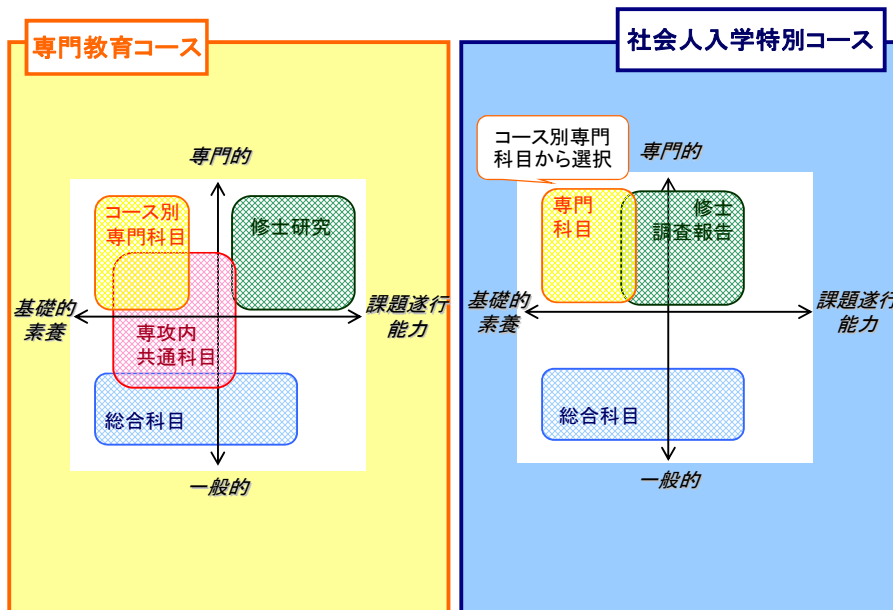 専門教育コース
専門的
コース別
専門科目
修士研究
基礎的
素養
課題遂行
能力
専攻内
共通科目
総合科目
一般的
社会人入学特別コース
コース別専門
科目から選択
専門的
専門
科目
修士
調査報告
基礎的
素養
課題遂行
能力
総合科目
一般的